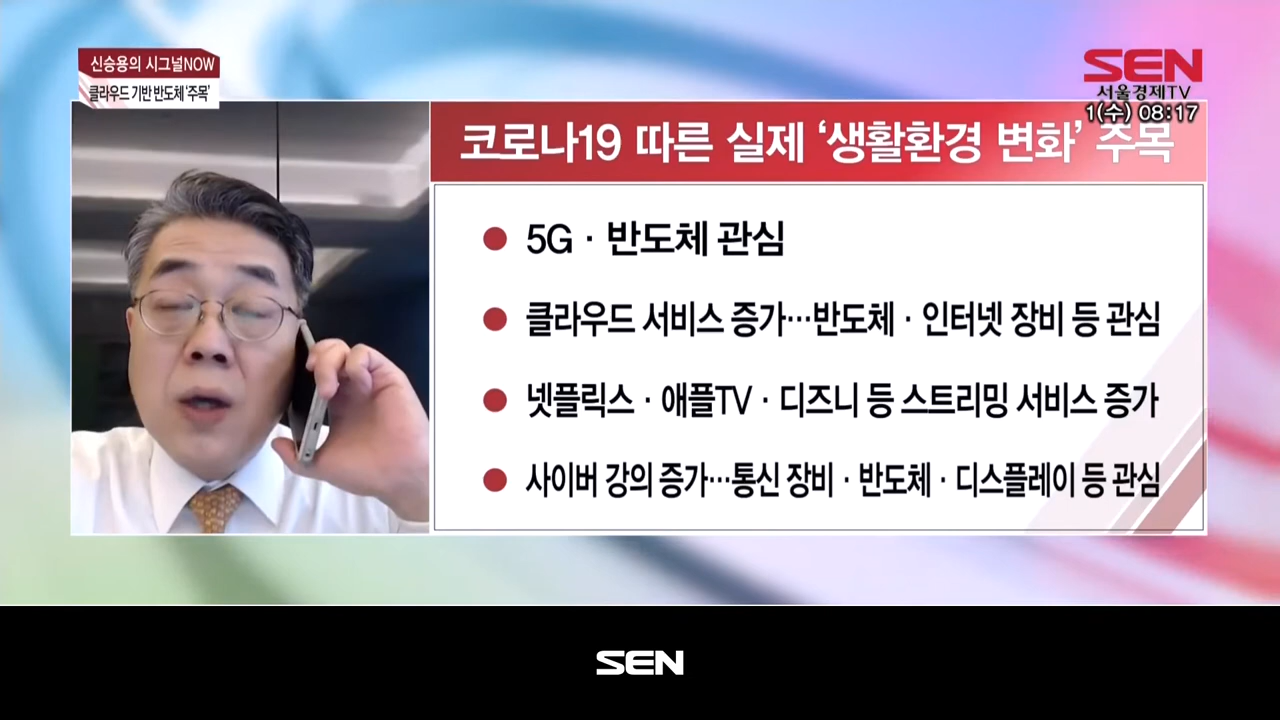 신승용의 시그널NOW
클라우드 기반 반도체 '주목'
SEN
서울경제TV
1(수) 08:17
코로나19 따른 실제 '생활환경 변화' 주목
● 5G · 반도체 관심
● 클라우드 서비스 증가…반도체 · 인터넷 장비 등 관심
● 넷플릭스 · 애플TV · 디즈니 등 스트리밍 서비스 증가
● 사이버 강의 증가…통신 장비 · 반도체 · 디스플레이 등 관심
SEN